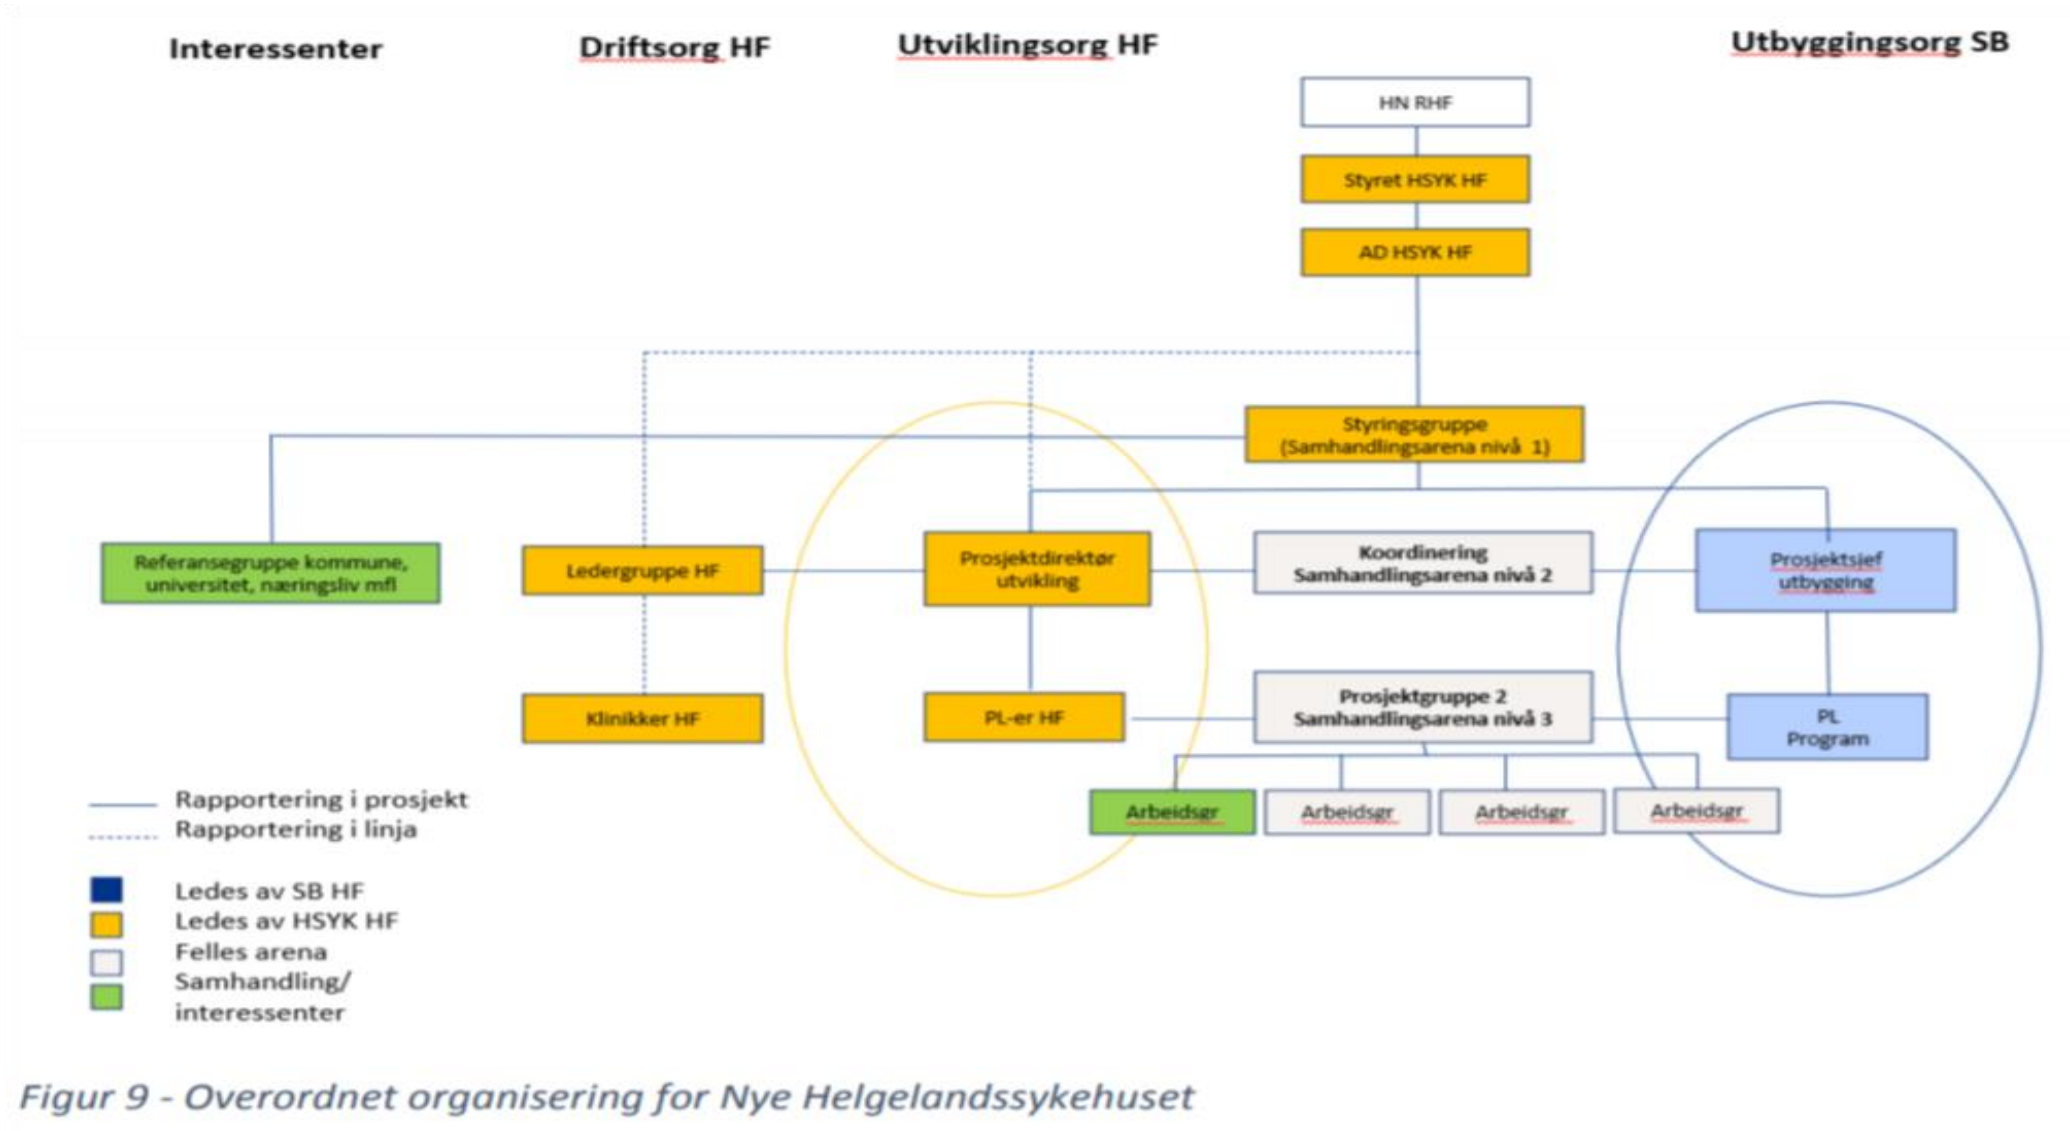 Interessenter
Driftsorg HF
Utviklingsorg HF
Utbyggingsorg SB
HN RHF
Styret HSYK HF
AD HSYK HF
Styringsgruppe
(Samhandlingsarena nivå 1)
Referansegruppe kommune,
universitet, næringsliv mfl
Ledergruppe HF
Prosjektdirektør
utvikling
Koordinering
Samhandlingsarena nivå 2
Prosjektsjef
utbygging
Klinikker HF
PL-er HF
Prosjektgruppe 2
Samhandlingsarena nivå 3
PL
Program
Arbeidsgr
Arbeidsgr
Arbeidsgr
Arbeidsgr
Rapportering i prosjekt
Rapportering i linja
Ledes av SB HF
Ledes av HSYK HF
Felles arena
Samhandling/
interessenter
Figur 9 - Overordnet organisering for Nye Helgelandssykehuset